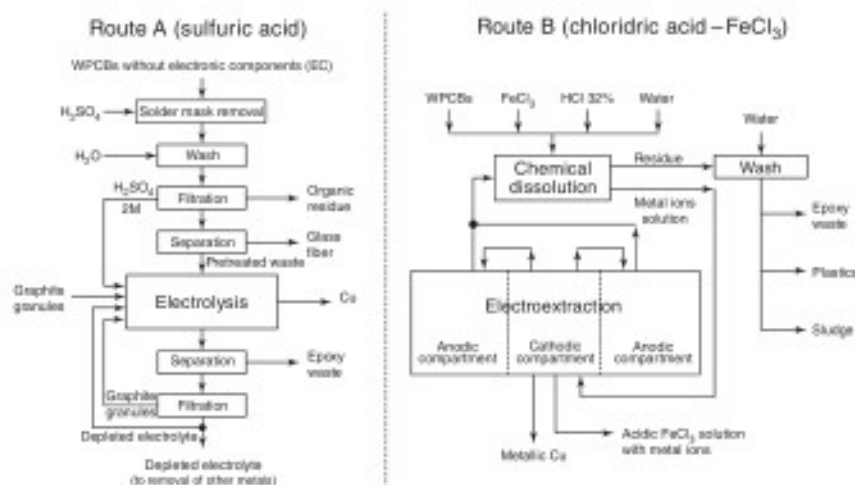 Route A (sulfuric acid)
WPCBs without electronic components (EC)
H₂SO₄
Solder mask removal
H₂O
Wash
H₂SO₄
2M
Filtration
Organic
residue
Separation
Glass
fiber
Pretreated waste
Graphite
granules
Electrolysis
Cu
Separation
Epoxy
waste
Graphite
granules
Filtration
Depleted electrolyte
Depleted electrolyte
(to removal of other metals)
Route B (chloridric acid – FeCl₃)
WPCBs
FeCl₃
HCl 32%
Water
Water
Chemical
dissolution
Residue
Wash
Metal ions
solution
Epoxy
waste
Plastics
Sludge
Electroextraction
Anodic
compartment
Cathodic
compartment
Anodic
compartment
Metallic Cu
Acidic FeCl₃ solution
with metal ions